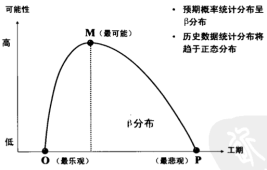 可能性
• 预期概率统计分布呈
β分布
• 历史数据统计分布将
趋于正态分布
高
M（最可能）
β分布
低
O（最乐观）
（最悲观）P
工期